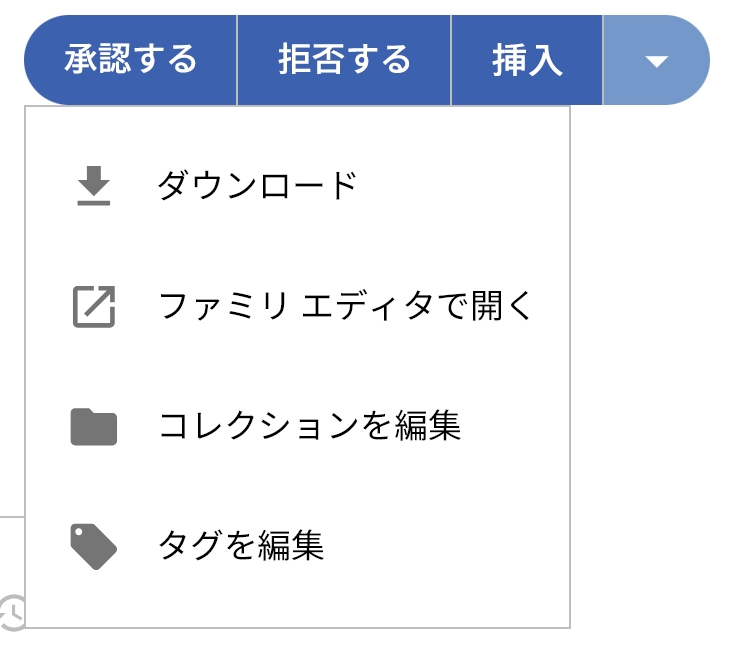 承認する
拒否する
挿入
ダウンロード
ファミリ エディタで開く
コレクションを編集
タグを編集